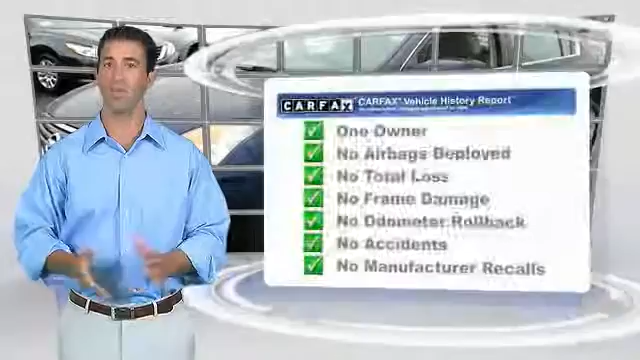 CARFAX CARFAX® Vehicle History Report™
One Owner
No Airbags Deployed
No Total Loss
No Frame Damage
No Odometer Rollback
No Accidents
No Manufacturer Recalls